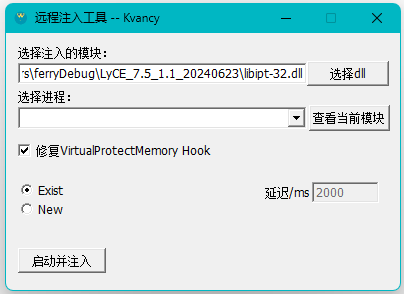 远程注入工具 -- Kvancy
选择注入的模块：
rs\ferryDebug\LyCE_7.5_1.1_20240623\libipt-32.dll
选择dll
选择进程：
查看当前模块
修复VirtualProtectMemory Hook
Exist
延迟/ms 2000
New
启动并注入